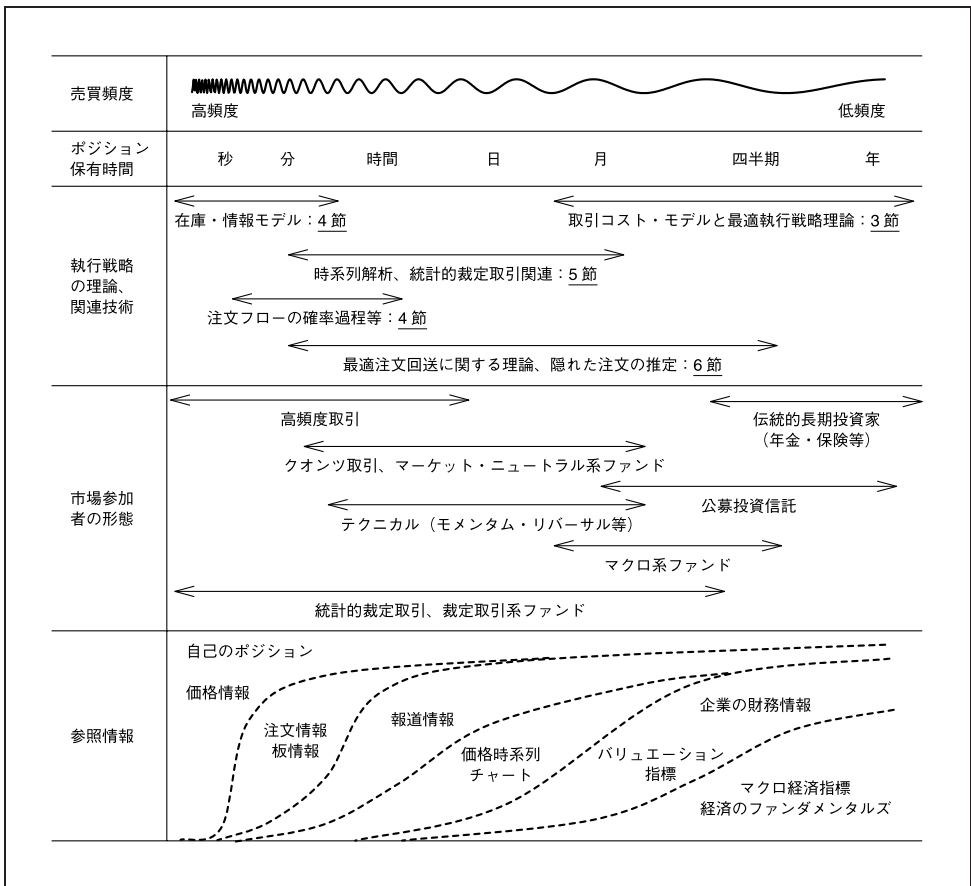 売買頻度
高頻度
低頻度
ポジション
保有時間
秒 分 時間 日 月 四半期 年
執行戦略
の理論、
関連技術
在庫・情報モデル：4 節
取引コスト・モデルと最適執行戦略理論：3 節
時系列解析、統計的裁定取引関連：5 節
注文フローの確率過程等：4 節
最適注文回送に関する理論、隠れた注文の推定：6 節
市場参加
者の形態
高頻度取引
伝統的長期投資家
（年金・保険等）
クオンツ取引、マーケット・ニュートラル系ファンド
公募投資信託
テクニカル（モメンタム・リバーサル等）
マクロ系ファンド
統計的裁定取引、裁定取引系ファンド
参照情報
自己のポジション
価格情報
注文情報
板情報
報道情報
価格時系列
チャート
バリュエーション
指標
企業の財務情報
マクロ経済指標
経済のファンダメンタルズ